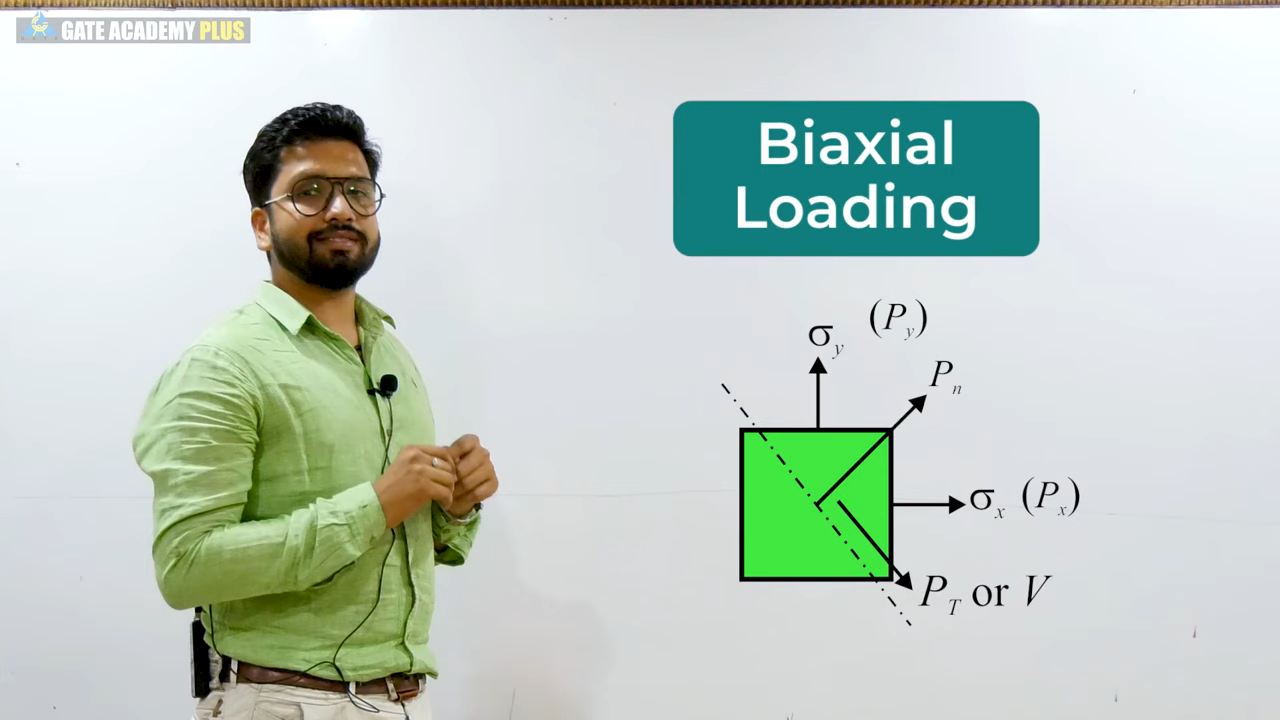 GATE ACADEMY PLUS
Biaxial
Loading
σy (Py)
Pn
σx (Px)
PT or V